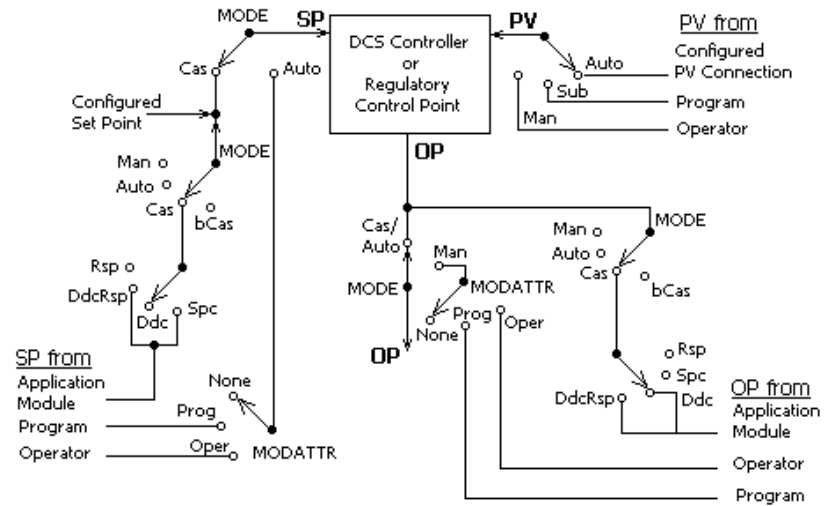 MODE
SP
PV
PV from
DCS Controller
or
Regulatory
Control Point
Configured
PV Connection
Cas
Auto
Auto
Sub
Program
Man
Operator
Configured
Set Point
MODE
OP
Man
Auto
Cas
bCas
Cas/
Auto
MODE
Man
Auto
Cas
bCas
Man
MODE
MODATTR
Rsp
DdcRsp
Ddc
Spc
None
Prog
Oper
OP
Rsp
Spc
Ddc
DdcRsp
SP from
Application
Module
Program
Operator
None
Prog
Oper
MODATTR
OP from
Application
Module
Operator
Program